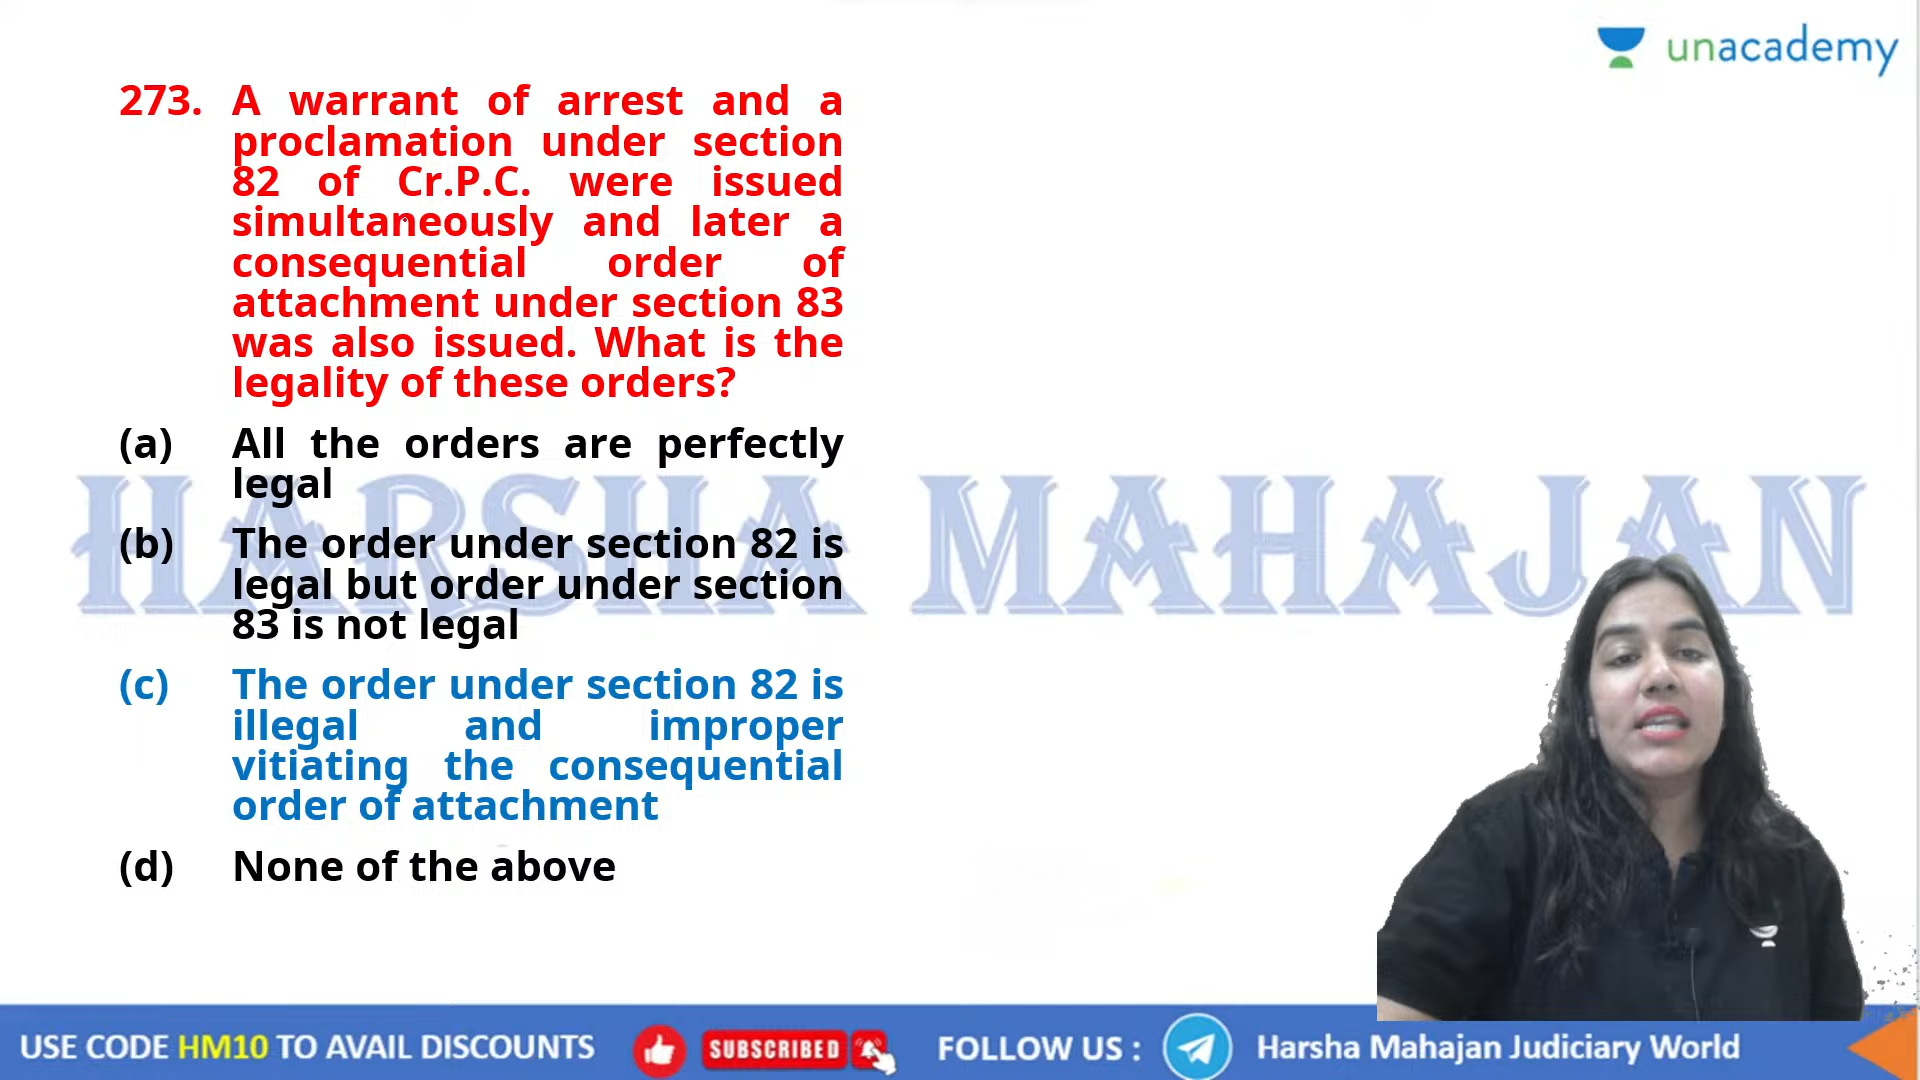 unacademy
273. A warrant of arrest and a
proclamation under section
82 of Cr.P.C. were issued
simultaneously and later a
consequential order of
attachment under section 83
was also issued. What is the
legality of these orders?
(a) All the orders are perfectly
legal
HARSHA MAHAJAN
(b) The order under section 82 is
legal but order under section
83 is not legal
(c) The order under section 82 is
illegal and improper
vitiating the consequential
order of attachment
(d) None of the above
USE CODE HM10 TO AVAIL DISCOUNTS
SUBSCRIBED
FOLLOW US :
Harsha Mahajan Judiciary World